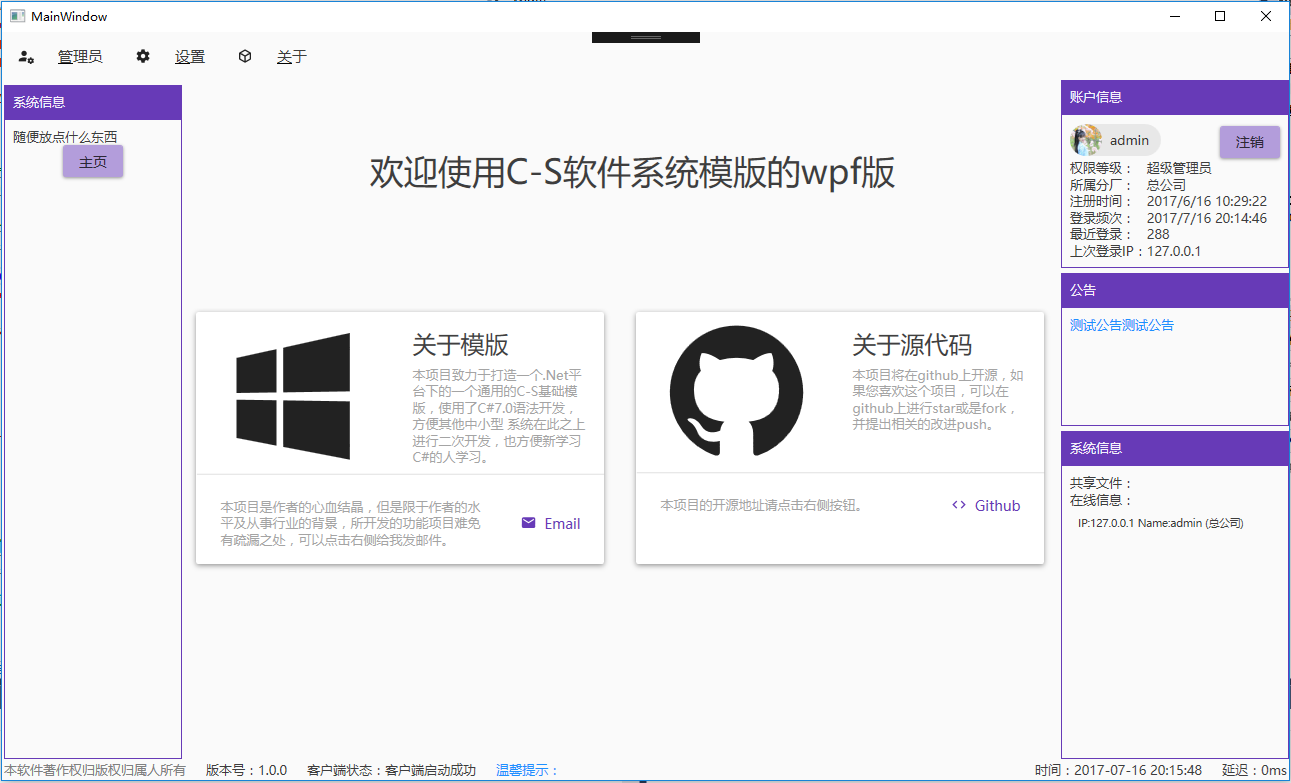 MainWindow
管理员 设置 关于
系统信息
随便放点什么东西
主页
欢迎使用C-S软件系统模版的wpf版
关于模版
本项目致力于打造一个.Net平
台下的一个通用的C-S基础模
版，使用了C#7.0语法开发，
方便其他中小型 系统在此之上
进行二次开发，也方便新学习
C#的人学习。
本项目是作者的心血结晶，但是限于作者的水
平及从事行业的背景，所开发的功能项目难免
有疏漏之处，可以点击右侧给我发邮件。
Email
关于源代码
本项目将在github上开源，如
果您喜欢这个项目，可以在
github上进行star或是fork，
并提出相关的改进push。
本项目的开源地址请点击右侧按钮。
Github
账户信息
admin
注销
权限等级： 超级管理员
所属分厂： 总公司
注册时间： 2017/6/16 10:29:22
登录频次： 2017/7/16 20:14:46
最近登录： 288
上次登录IP：127.0.0.1
公告
测试公告测试公告
系统信息
共享文件：
在线信息：
IP:127.0.0.1 Name:admin (总公司)
本软件著作权归版权归属人所有 版本号：1.0.0 客户端状态：客户端启动成功 温馨提示： 时间：2017-07-16 20:15:48 延迟：0ms